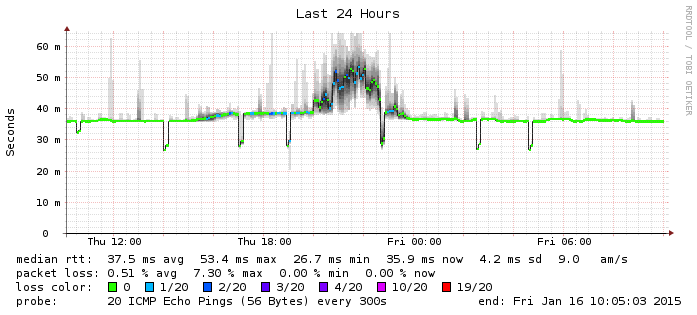 Last 24 Hours
RRDTOOL / TOBI OETIKER
Seconds
60 m
50 m
40 m
30 m
20 m
10 m
0
Thu 12:00 Thu 18:00 Fri 00:00 Fri 06:00
median rtt: 37.5 ms avg 53.4 ms max 26.7 ms min 35.9 ms now 4.2 ms sd 9.0 am/s
packet loss: 0.51 % avg 7.30 % max 0.00 % min 0.00 % now
loss color: 0 1/20 2/20 3/20 4/20 10/20 19/20
probe: 20 ICMP Echo Pings (56 Bytes) every 300s end: Fri Jan 16 10:05:03 2015